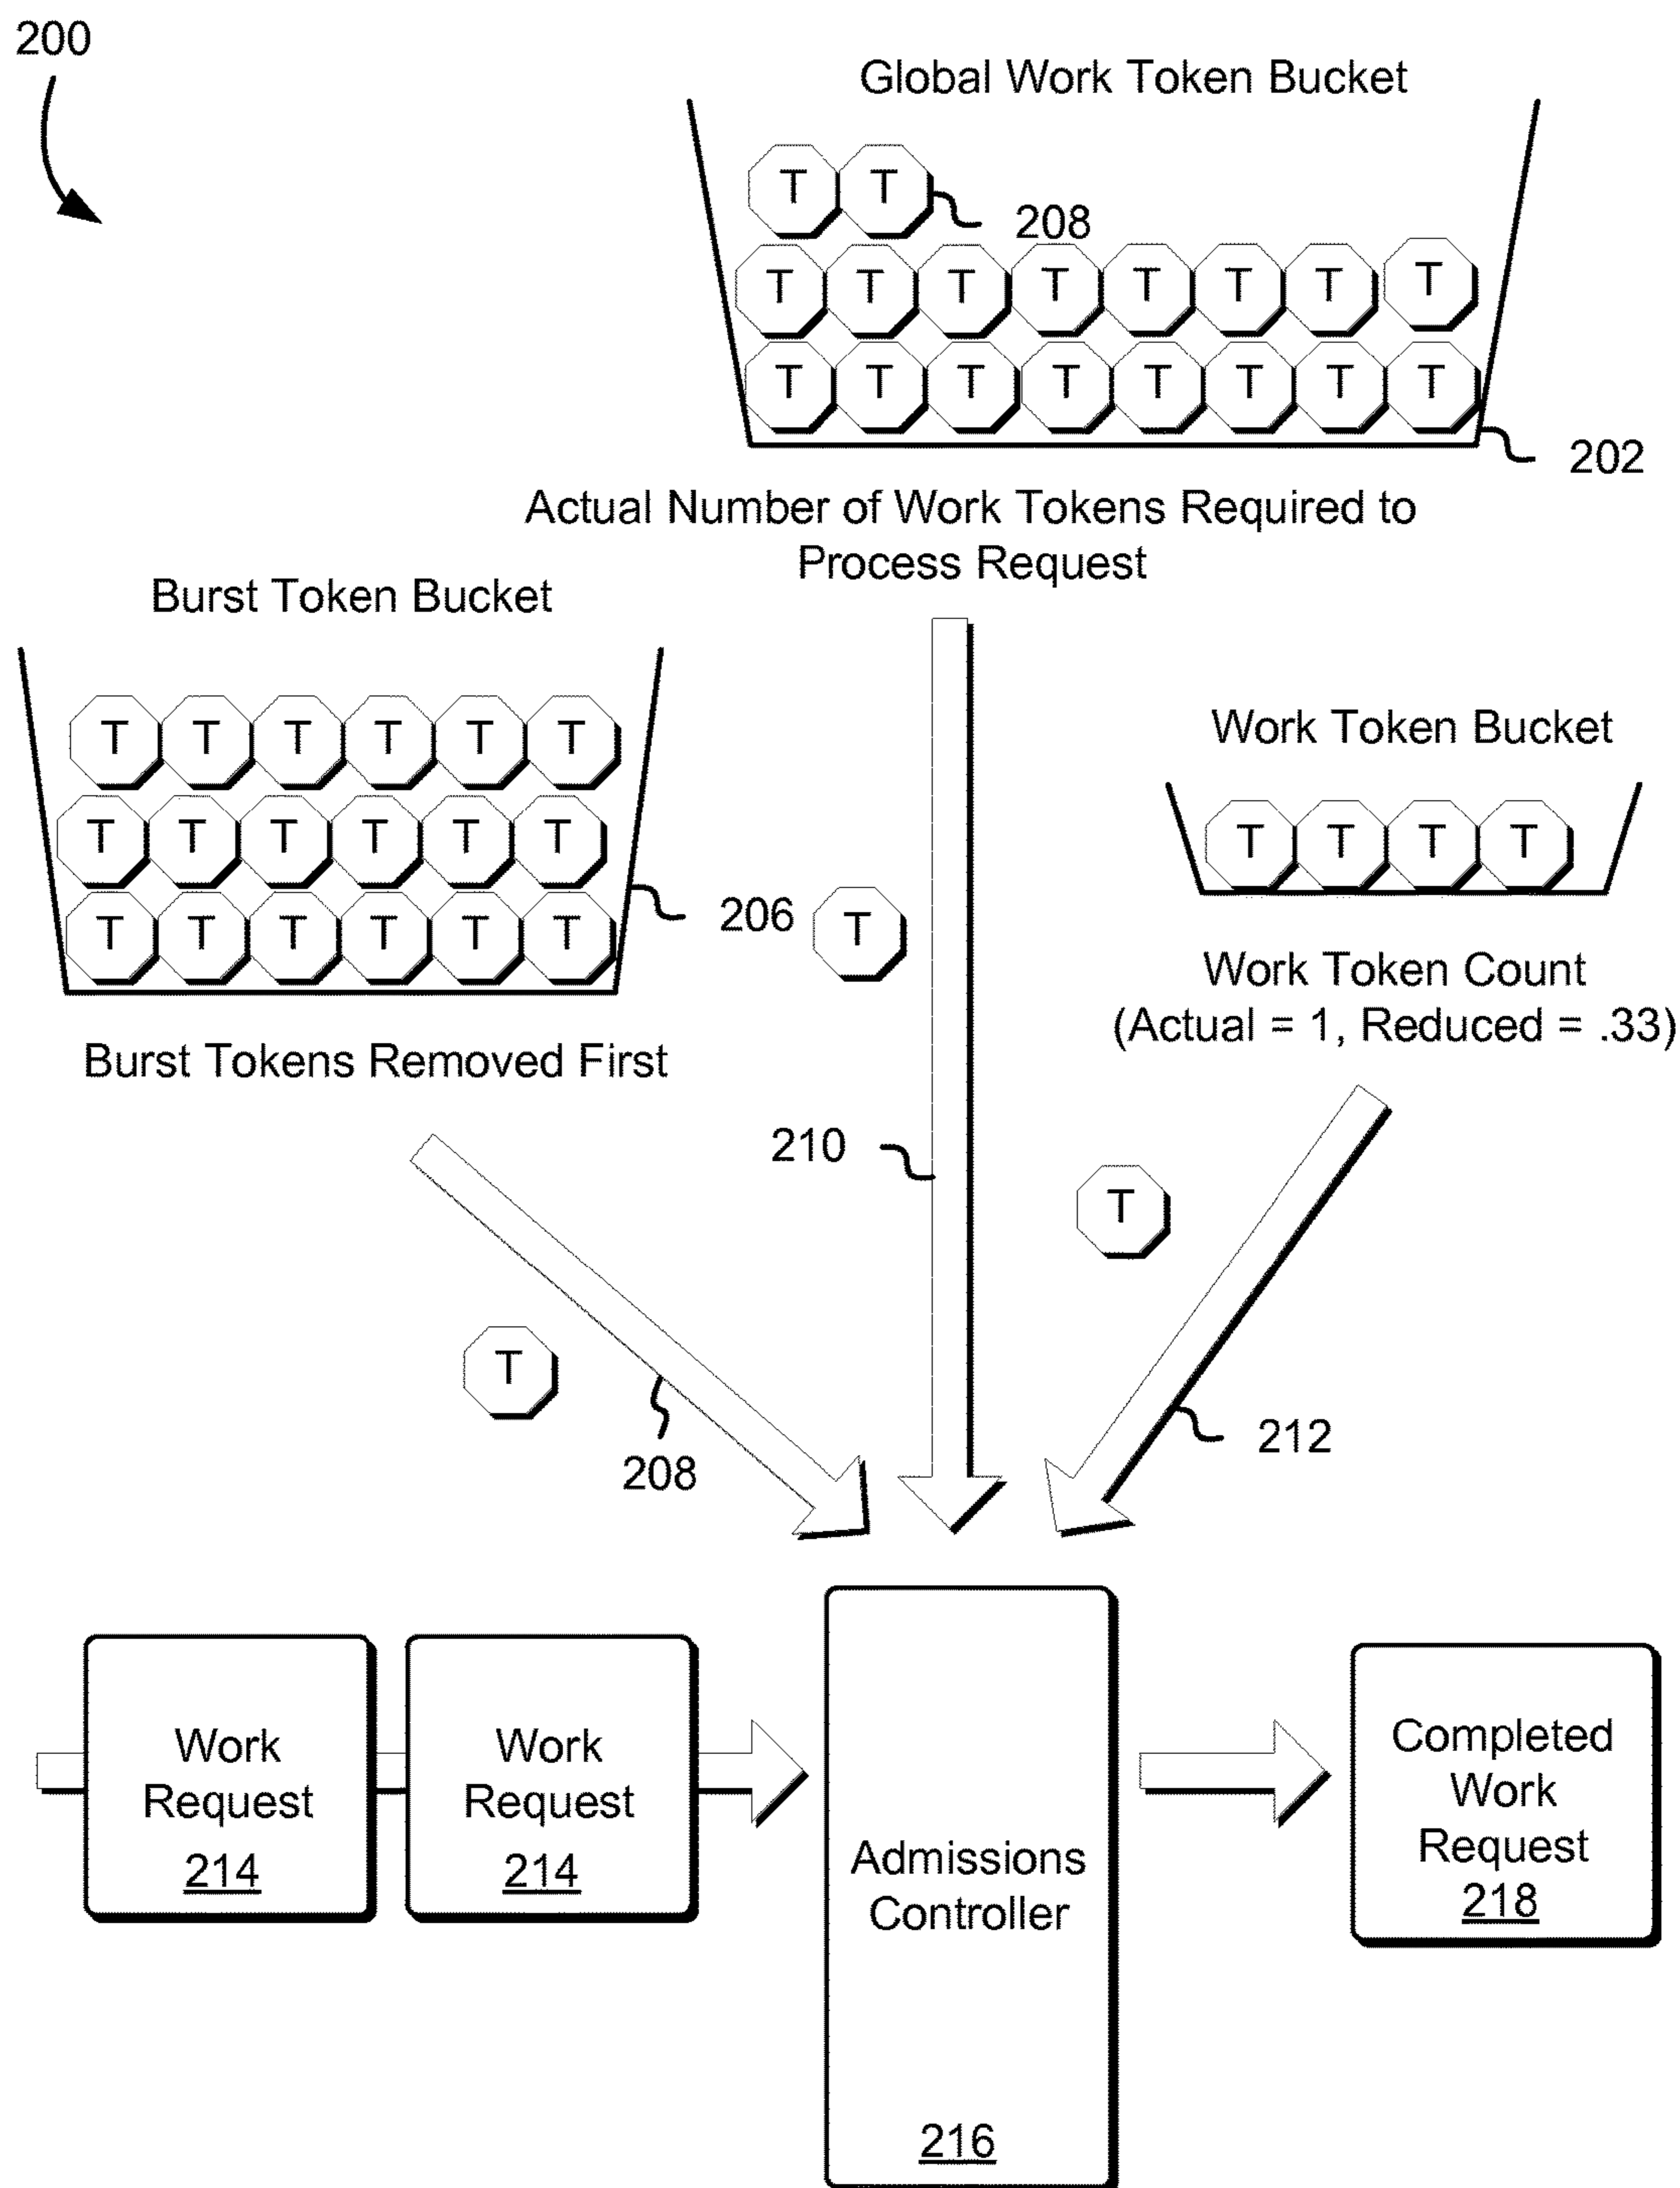 200
Global Work Token Bucket
T T
208
T T T T T T T T
T T T T T T T T
202
Actual Number of Work Tokens Required to
Process Request
Burst Token Bucket
T T T T T T
T T T T T T
T T T T T T
206
Burst Tokens Removed First
T
Work Token Bucket
T T T T
Work Token Count
(Actual = 1, Reduced = .33)
210
T
212
T
208
Work
Request
214
Work
Request
214
Admissions
Controller
216
Completed
Work
Request
218